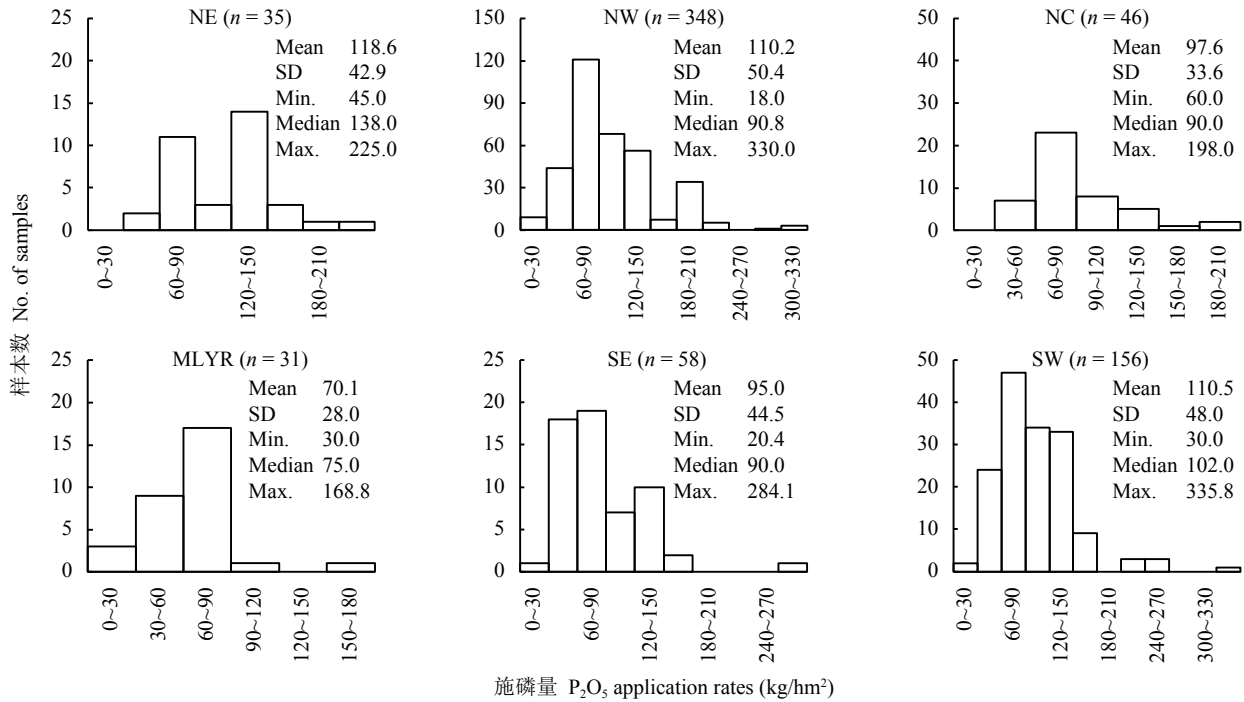 样本数 No. of samples
NE (n = 35)
25
20
15
10
5
0
Mean 118.6
SD 42.9
Min. 45.0
Median 138.0
Max. 225.0
0~30
60~90
120~150
180~210
NW (n = 348)
150
120
90
60
30
0
Mean 110.2
SD 50.4
Min. 18.0
Median 90.8
Max. 330.0
0~30
60~90
120~150
180~210
240~270
300~330
NC (n = 46)
50
40
30
20
10
0
Mean 97.6
SD 33.6
Min. 60.0
Median 90.0
Max. 198.0
0~30
30~60
60~90
90~120
120~150
150~180
180~210
MLYR (n = 31)
25
20
15
10
5
0
Mean 70.1
SD 28.0
Min. 30.0
Median 75.0
Max. 168.8
0~30
30~60
60~90
90~120
120~150
150~180
SE (n = 58)
25
20
15
10
5
0
Mean 95.0
SD 44.5
Min. 20.4
Median 90.0
Max. 284.1
0~30
60~90
120~150
180~210
240~270
SW (n = 156)
50
40
30
20
10
0
Mean 110.5
SD 48.0
Min. 30.0
Median 102.0
Max. 335.8
0~30
60~90
120~150
180~210
240~270
300~330
施磷量 P₂O₅ application rates (kg/hm²)